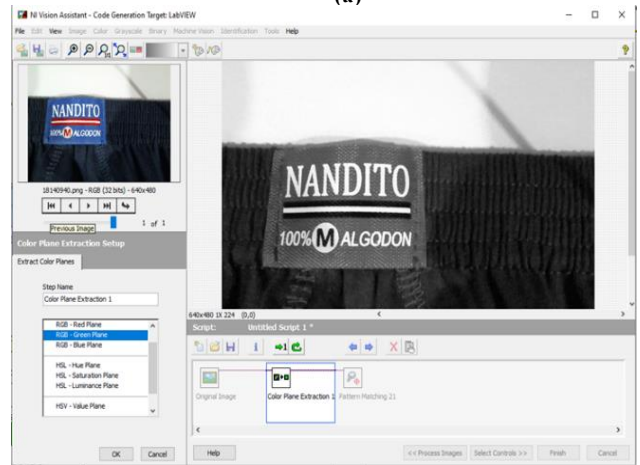 (a)
NI Vision Assistant - Code Generation Target: LabVIEW
File Edit View Image Color Grayscale Binary Machine Vision Identification Tools Help
NANDITO
100% M ALGODON
18140940.png - RGB (32 bits) - 640x480
Previous Image
1 of 1
Color Plane Extraction Setup
Extract Color Planes
Step Name
Color Plane Extraction 1
RGB - Red Plane
RGB - Green Plane
RGB - Blue Plane
HSL - Hue Plane
HSL - Saturation Plane
HSL - Luminance Plane
HSV - Value Plane
OK Cancel
NANDITO
100% M ALGODON
640x480 1X 224 (0,0)
Script: Untitled Script 1 *
Original Image Color Plane Extraction 1 Pattern Matching 21
Help << Process Images Select Controls >> Finish Cancel